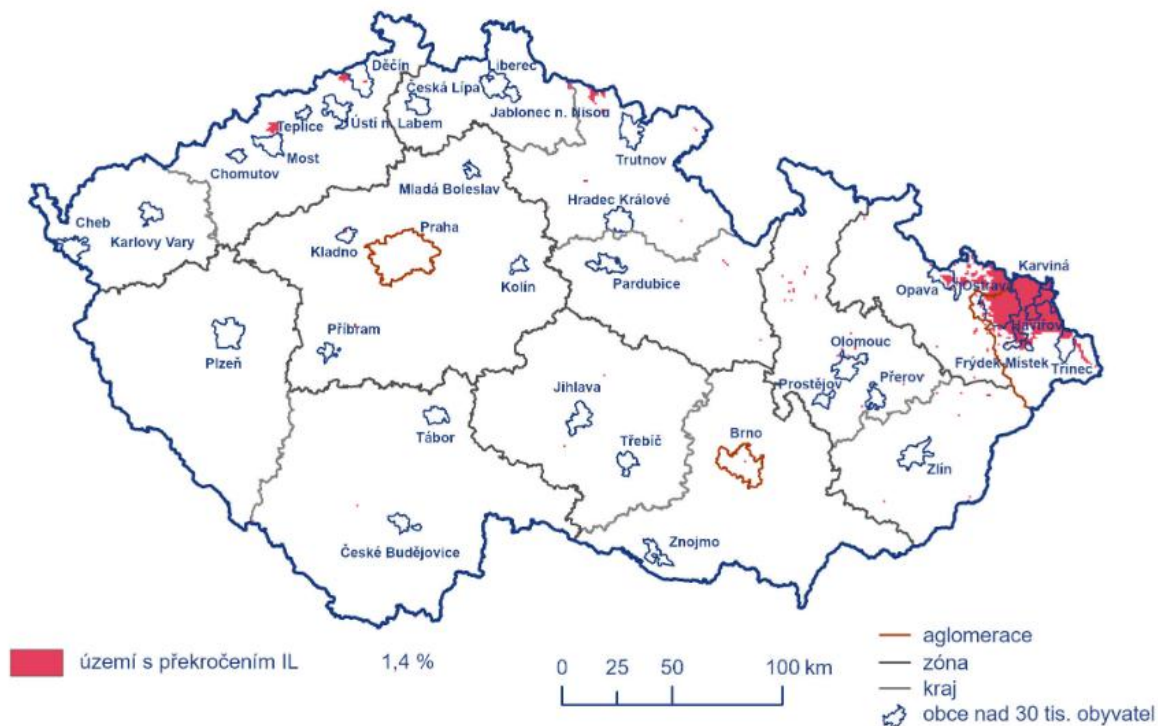 Děčín
Liberec
Česká Lípa
Jablonec n. Nisou
Teplice
Ústí n. Labem
Most
Chomutov
Trutnov
Mladá Boleslav
Hradec Králové
Cheb
Karlovy Vary
Kladno
Praha
Kolín
Pardubice
Karviná
Opava
Ostrava
Havířov
Frýdek-Místek
Třinec
Plzeň
Příbram
Olomouc
Prostějov
Přerov
Jihlava
Tábor
Třebíč
Brno
Zlín
České Budějovice
Znojmo
území s překročením IL 1,4 %
0 25 50 100 km
aglomerace
zóna
kraj
obce nad 30 tis. obyvatel